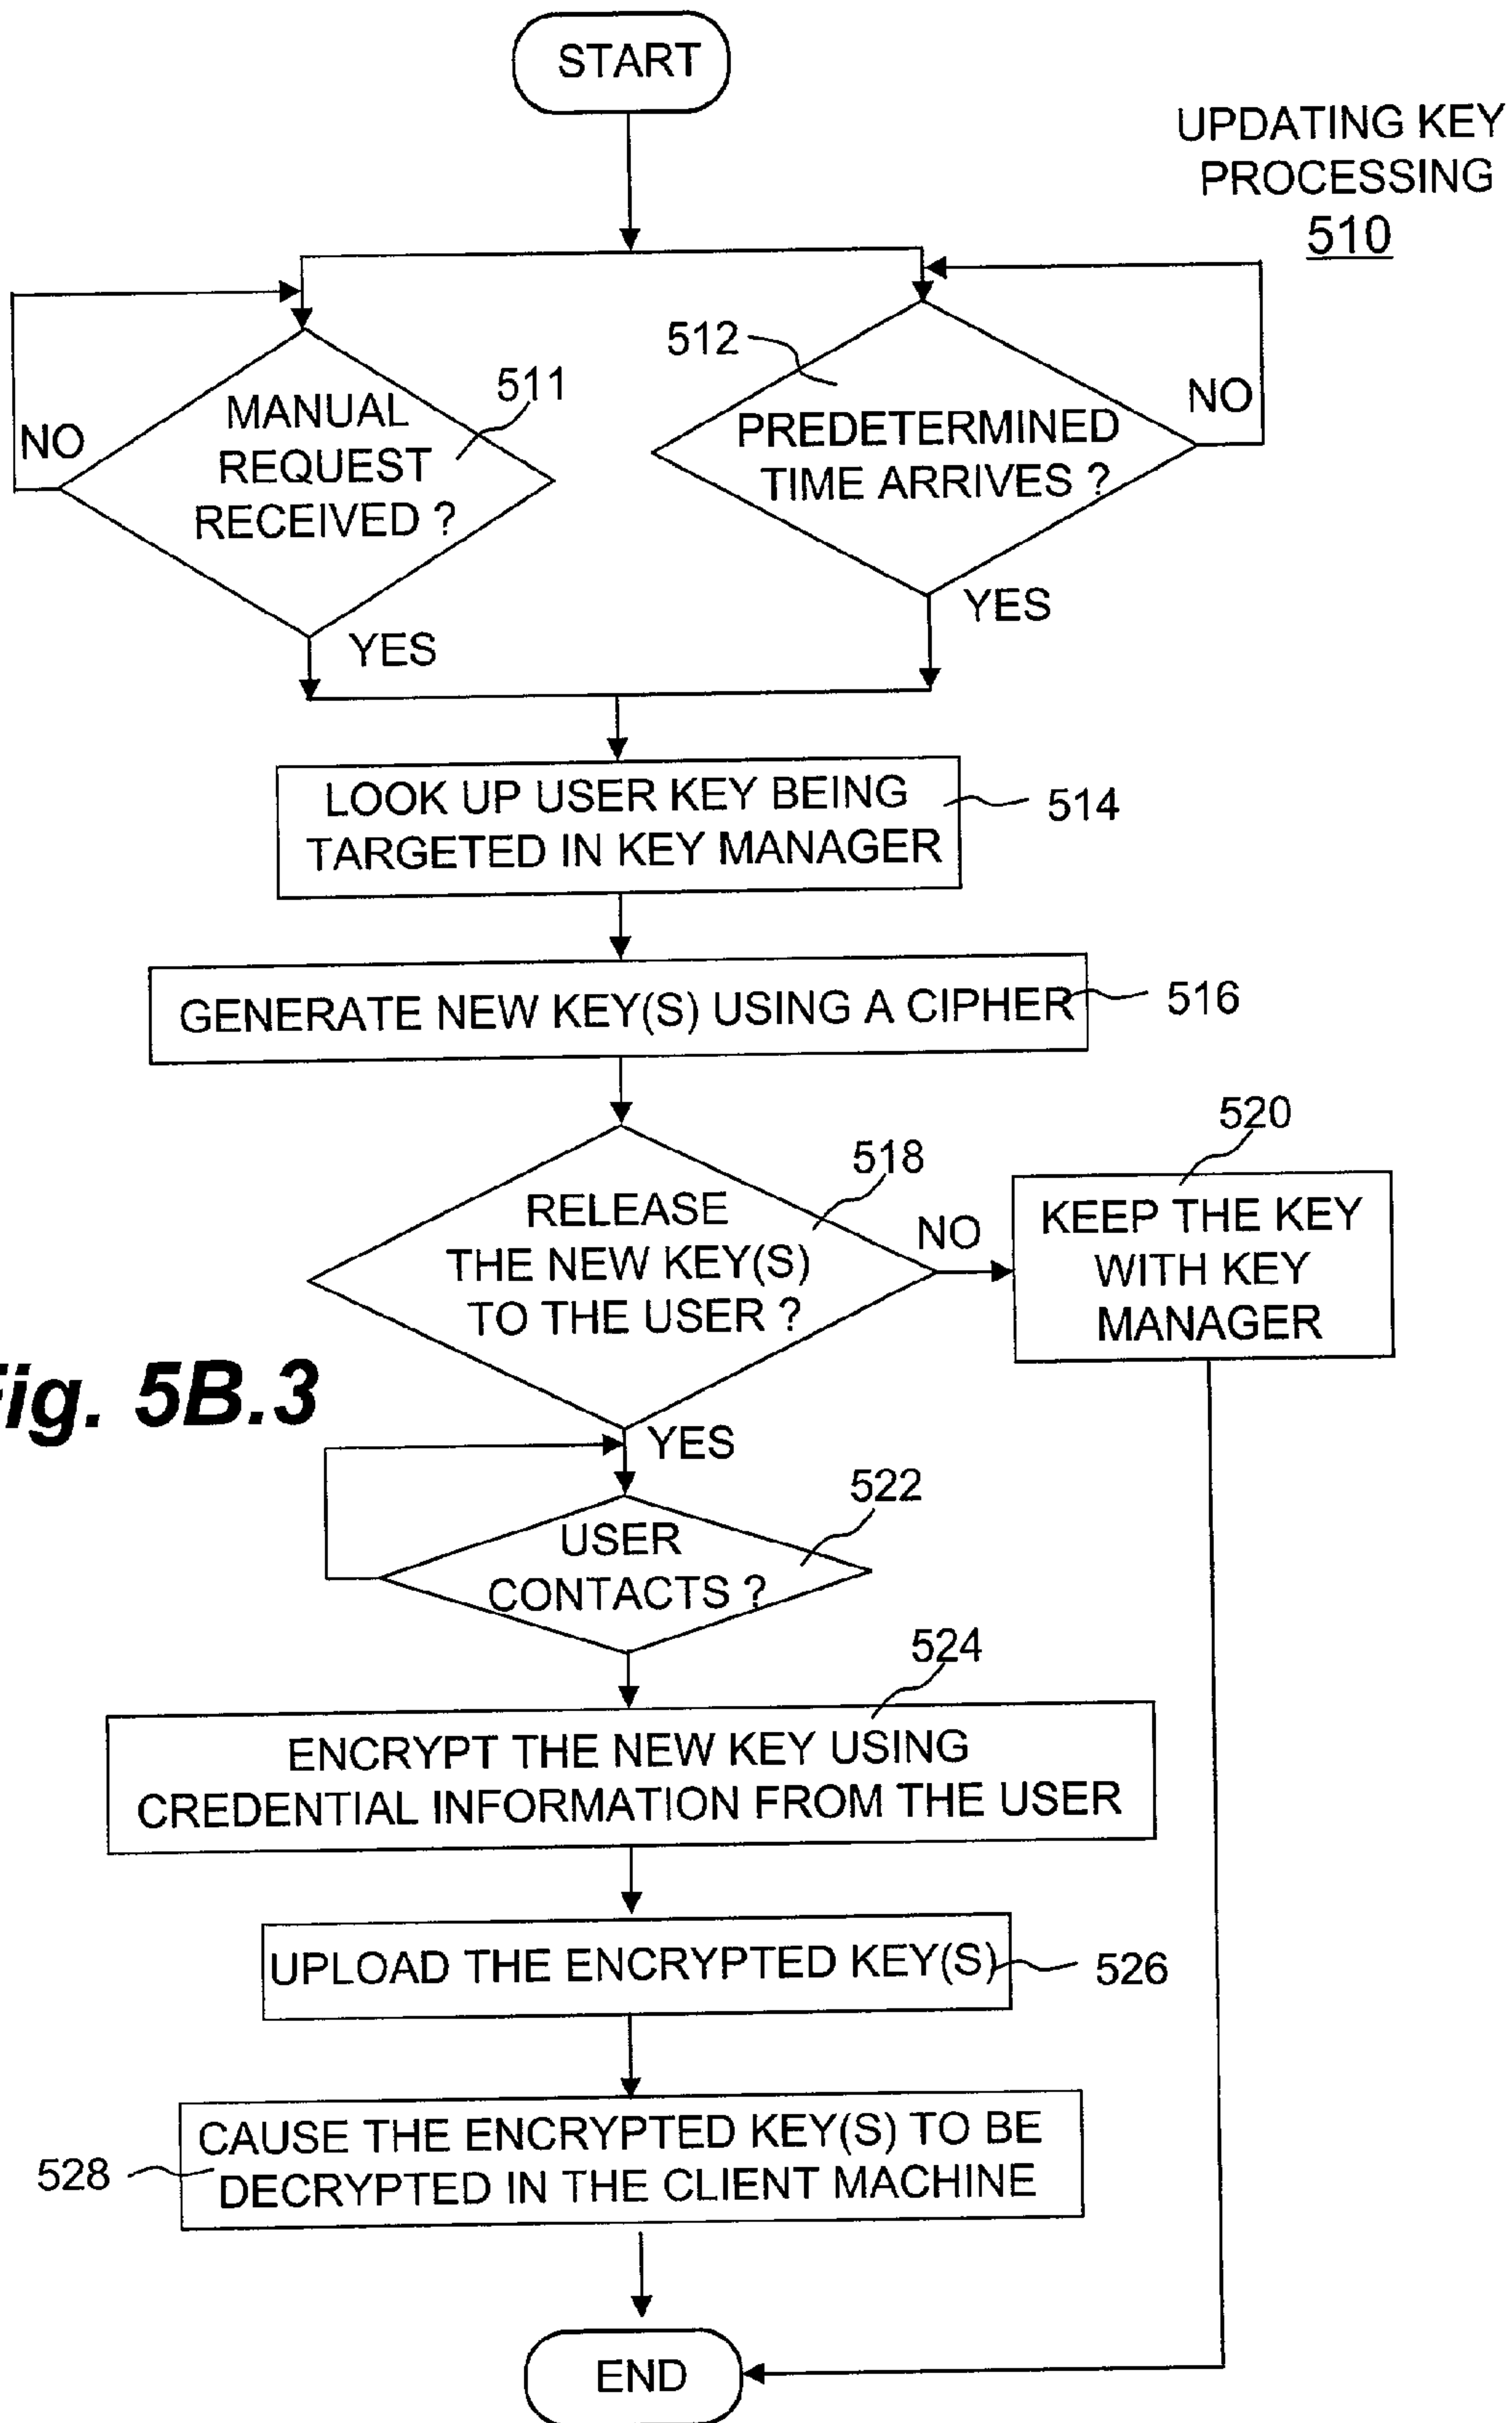 START
UPDATING KEY
PROCESSING
510
512
511
NO
MANUAL
REQUEST
RECEIVED ?
PREDETERMINED
TIME ARRIVES ?
NO
YES
YES
LOOK UP USER KEY BEING
TARGETED IN KEY MANAGER
514
GENERATE NEW KEY(S) USING A CIPHER
516
518
520
RELEASE
THE NEW KEY(S)
TO THE USER ?
NO
KEEP THE KEY
WITH KEY
MANAGER
ig. 5B.3
YES
522
USER
CONTACTS ?
524
ENCRYPT THE NEW KEY USING
CREDENTIAL INFORMATION FROM THE USER
UPLOAD THE ENCRYPTED KEY(S)
526
CAUSE THE ENCRYPTED KEY(S) TO BE
DECRYPTED IN THE CLIENT MACHINE
528
END